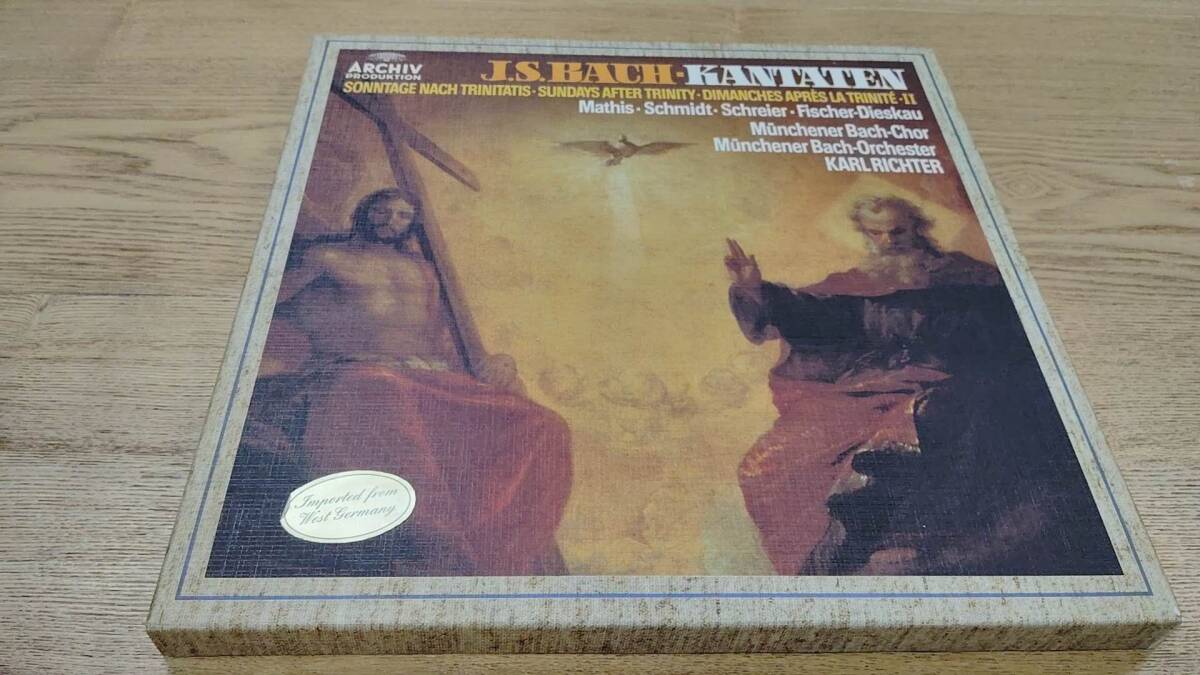 ARCHIV
PRODUKTION
J.S. BACH · KANTATEN
SONNTAGE NACH TRINITATIS · SUNDAYS AFTER TRINITY · DIMANCHES APRÈS LA TRINITÉ · II
Mathis · Schmidt · Schreier · Fischer-Dieskau
Münchener Bach-Chor
Münchener Bach-Orchester
KARL RICHTER
Imported from
West Germany